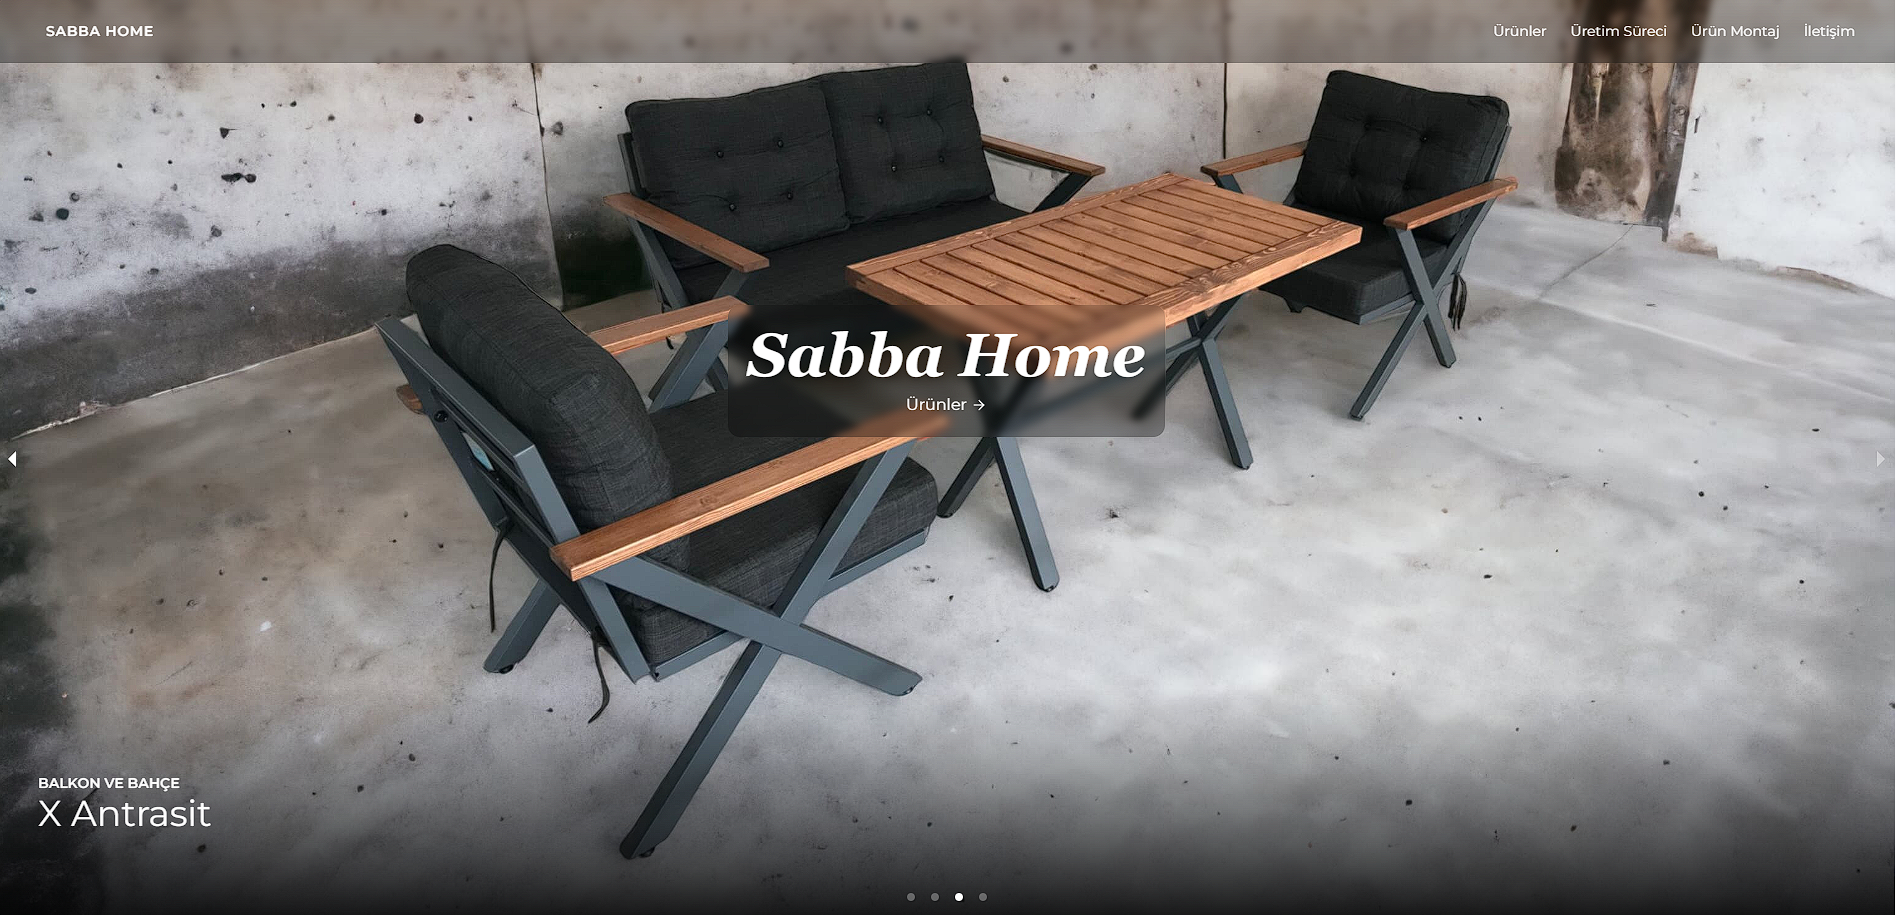 SABBA HOME
Ürünler Üretim Süreci Ürün Montaj İletişim
Sabba Home
Ürünler →
BALKON VE BAHÇE
X Antrasit